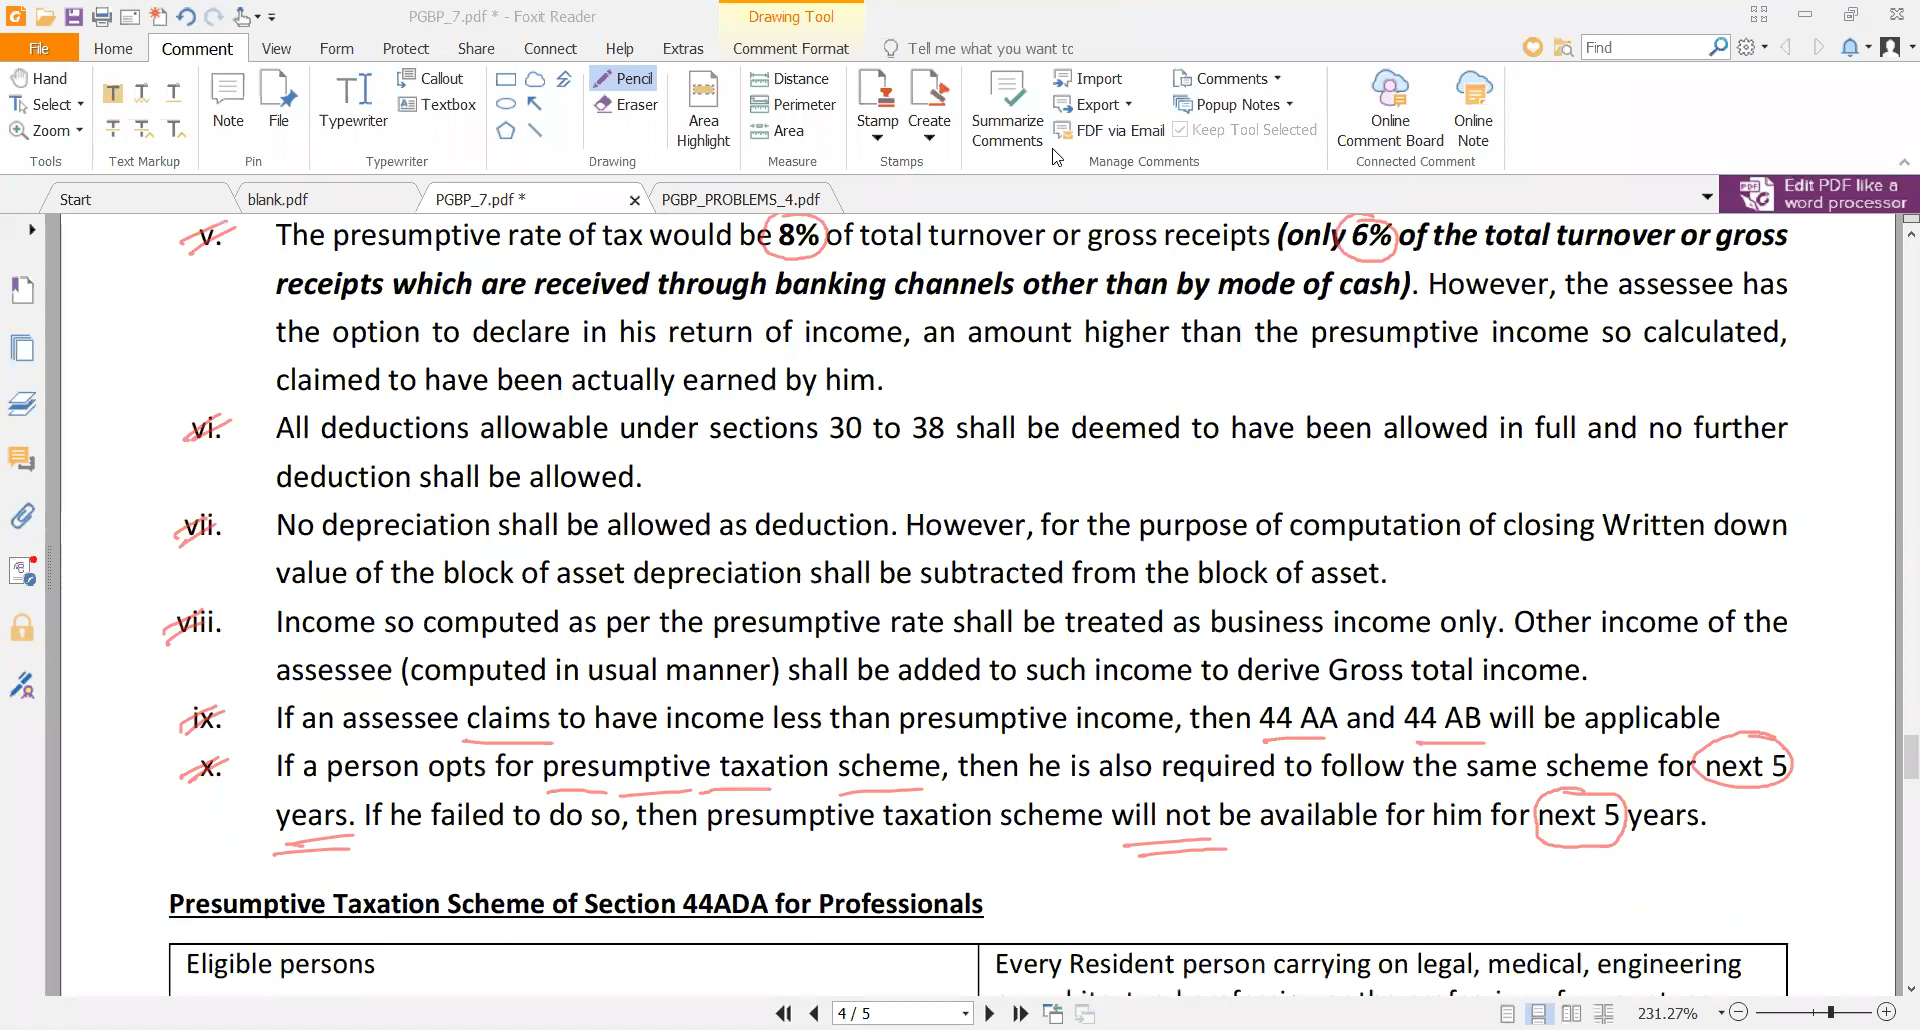 PGBP_7.pdf * - Foxit Reader
Drawing Tool
File Home Comment View Form Protect Share Connect Help Extras Comment Format Tell me what you want to Find
Hand
Select
Zoom
Tools
Text Markup
Note
File
Pin
Typewriter
Callout
Textbox
Typewriter
Pencil
Eraser
Drawing
Area
Highlight
Distance
Perimeter
Area
Measure
Stamp
Create
Stamps
Summarize
Comments
Import
Export
FDF via Email
Comments
Popup Notes
Keep Tool Selected
Manage Comments
Online
Comment Board
Online
Note
Connected Comment
Start blank.pdf PGBP_7.pdf * PGBP_PROBLEMS_4.pdf
Edit PDF like a
word processor
v. The presumptive rate of tax would be 8% of total turnover or gross receipts (only 6% of the total turnover or gross
receipts which are received through banking channels other than by mode of cash). However, the assessee has
the option to declare in his return of income, an amount higher than the presumptive income so calculated,
claimed to have been actually earned by him.
vi. All deductions allowable under sections 30 to 38 shall be deemed to have been allowed in full and no further
deduction shall be allowed.
vii. No depreciation shall be allowed as deduction. However, for the purpose of computation of closing Written down
value of the block of asset depreciation shall be subtracted from the block of asset.
viii. Income so computed as per the presumptive rate shall be treated as business income only. Other income of the
assessee (computed in usual manner) shall be added to such income to derive Gross total income.
ix. If an assessee claims to have income less than presumptive income, then 44 AA and 44 AB will be applicable
x. If a person opts for presumptive taxation scheme, then he is also required to follow the same scheme for next 5
years. If he failed to do so, then presumptive taxation scheme will not be available for him for next 5 years.
Presumptive Taxation Scheme of Section 44ADA for Professionals
Eligible persons
Every Resident person carrying on legal, medical, engineering
4 / 5
231.27%